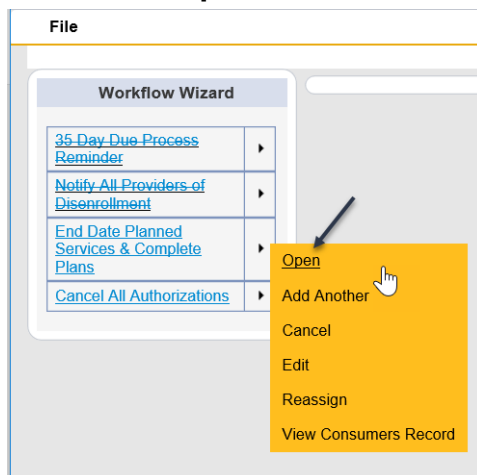 File
Workflow Wizard
35 Day Due Process
Reminder
Notify All Providers of
Disenrollment
End Date Planned
Services & Complete
Plans
Cancel All Authorizations
Open
Add Another
Cancel
Edit
Reassign
View Consumers Record